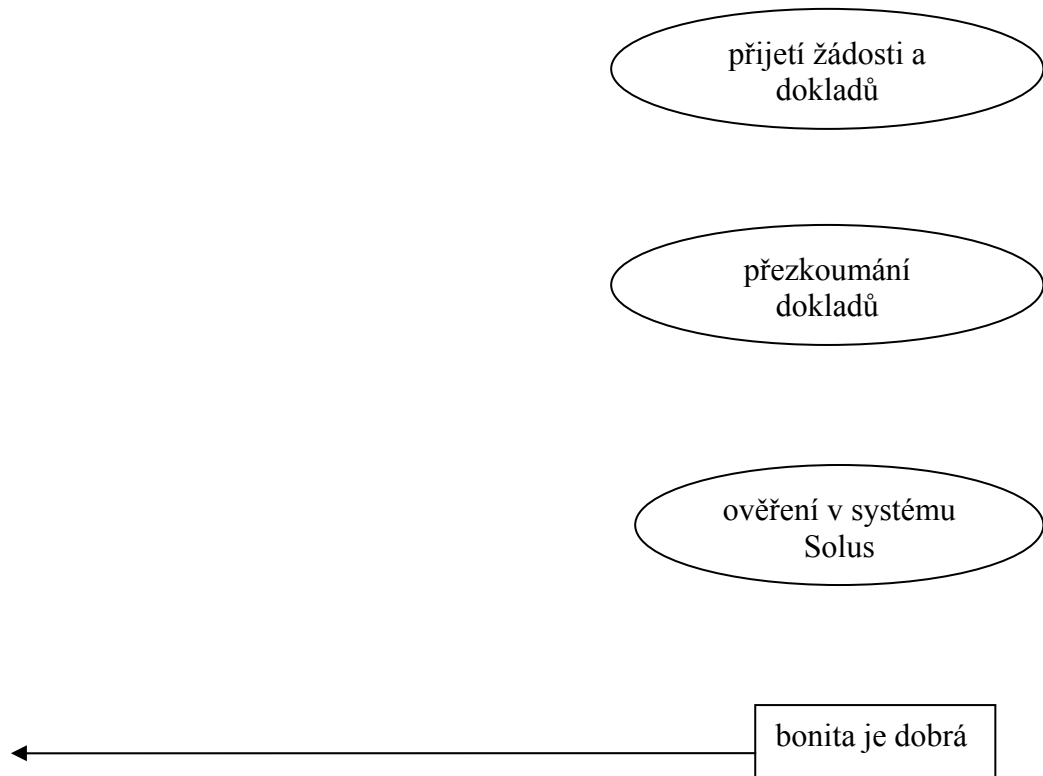 přijetí žádosti a
dokladů
přezkoumání
dokladů
ověření v systému
Solus
bonita je dobrá